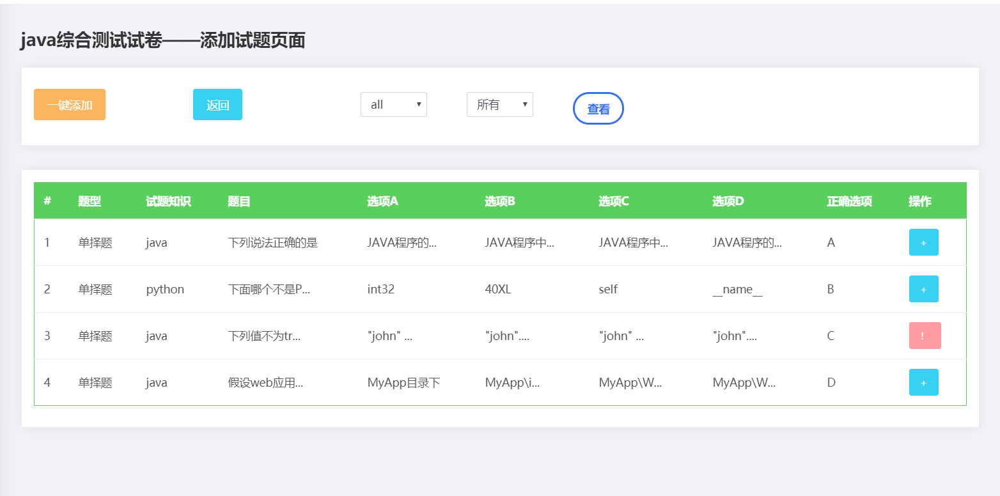 java综合测试试卷——添加试题页面
一键添加 返回 all 所有 查看
# 题型 试题知识 题目 选项A 选项B 选项C 选项D 正确选项 操作
1 单择题 java 下列说法正确的是 JAVA程序的... JAVA程序中... JAVA程序中... JAVA程序的... A +
2 单择题 python 下面哪个不是P... int32 40XL self __name__ B +
3 单择题 java 下列值不为tr... "john" ... "john".... "john" ... "john".... C !
4 单择题 java 假设web应用... MyApp目录下 MyApp\i... MyApp\W... MyApp\W... D +